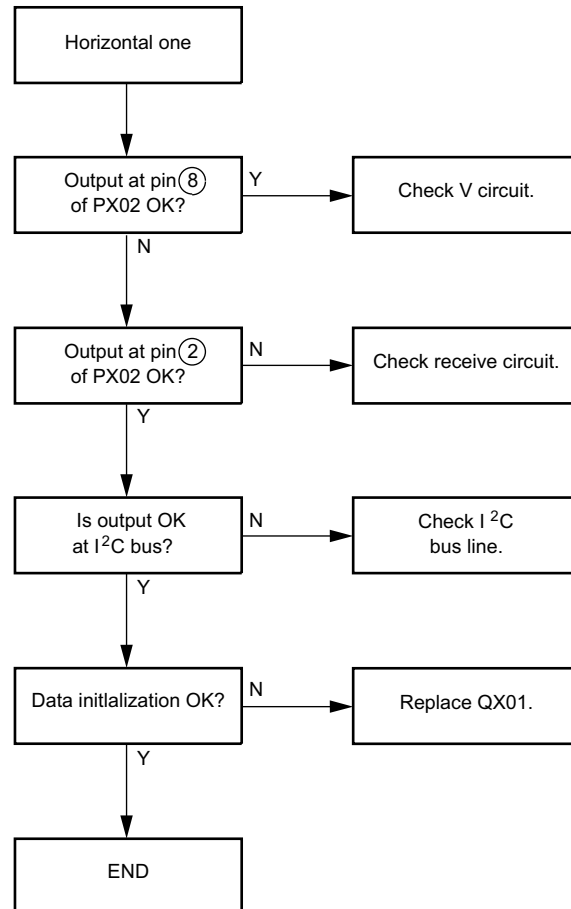 Horizontal one
Output at pin ⑧
of PX02 OK?
Y
Check V circuit.
N
Output at pin ②
of PX02 OK?
N
Check receive circuit.
Y
Is output OK
at I²C bus?
N
Check I ²C
bus line.
Y
Data initlalization OK?
N
Replace QX01.
Y
END